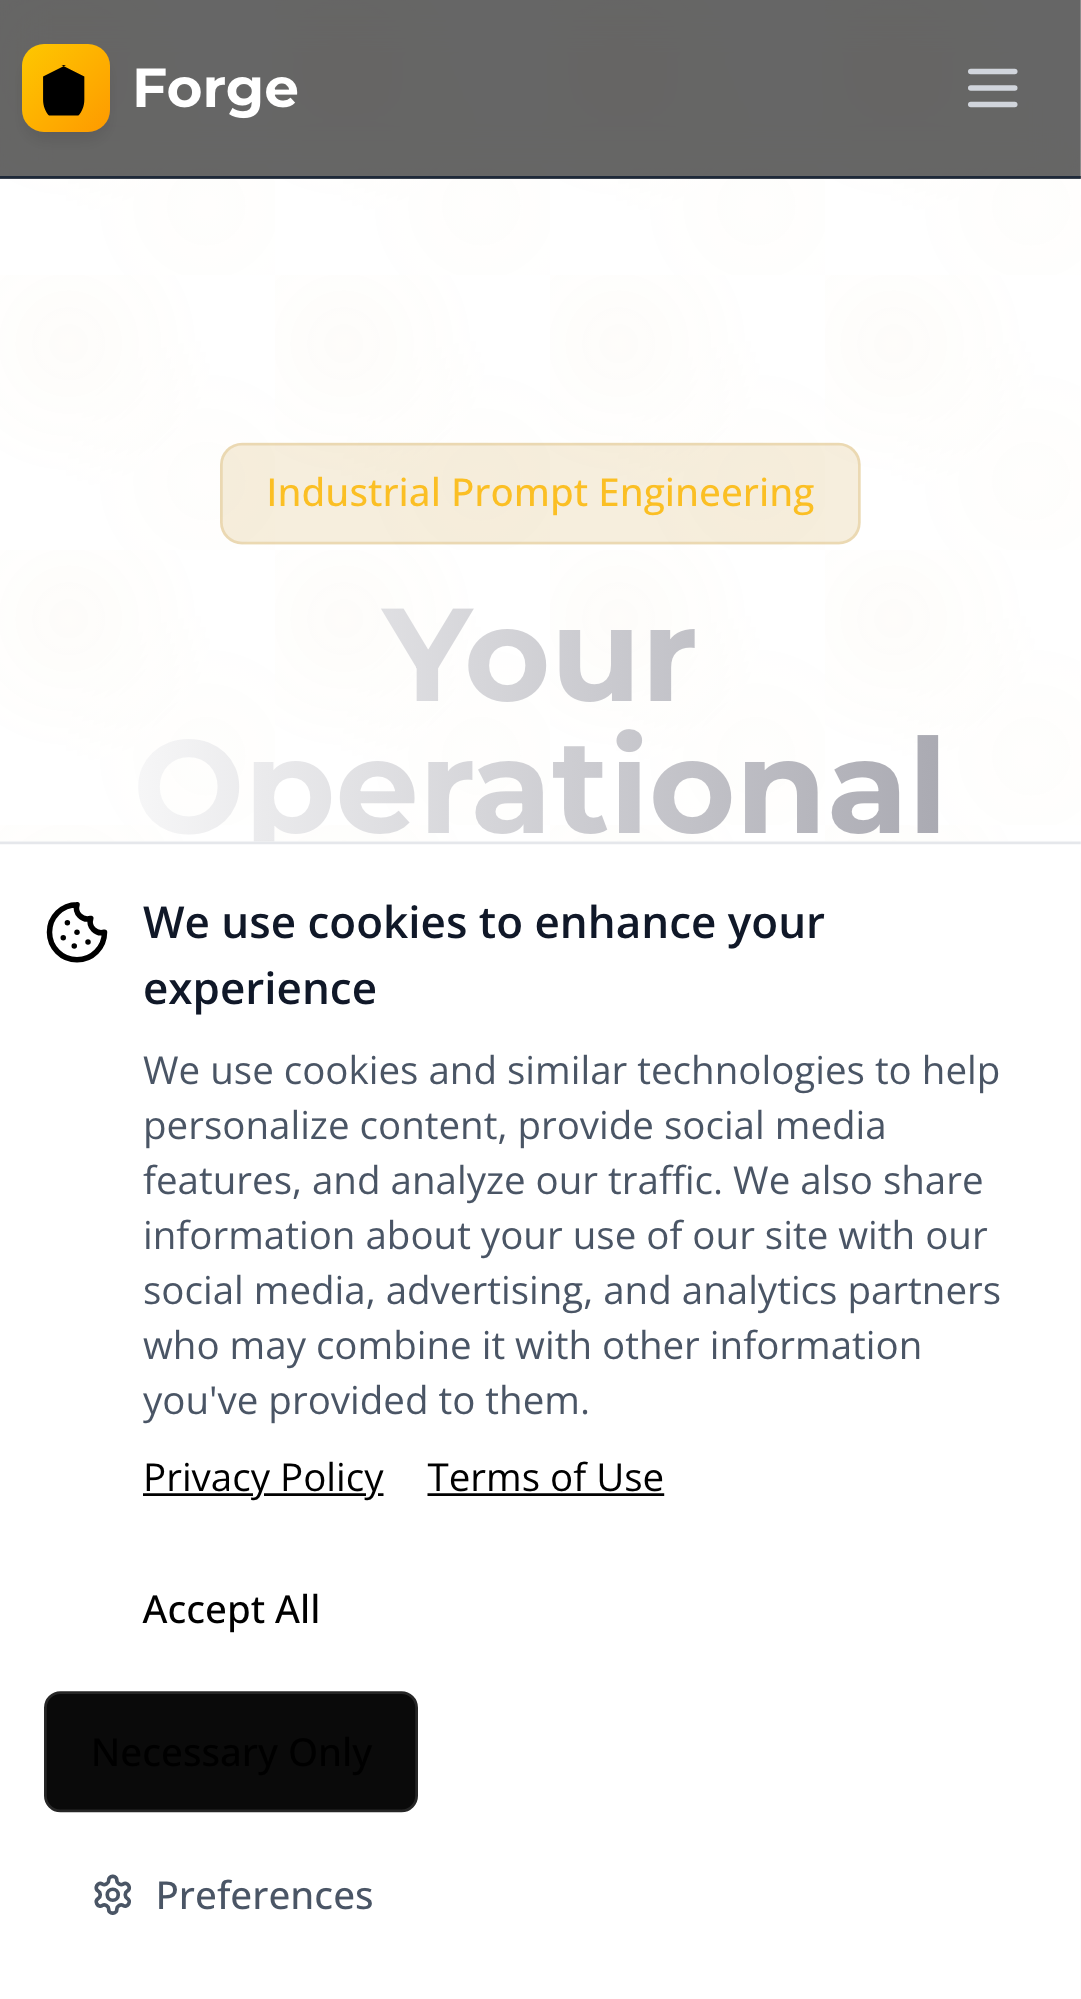 Forge
Industrial Prompt Engineering
Your
Operational
We use cookies to enhance your
experience
We use cookies and similar technologies to help
personalize content, provide social media
features, and analyze our traffic. We also share
information about your use of our site with our
social media, advertising, and analytics partners
who may combine it with other information
you've provided to them.
Privacy Policy Terms of Use
Accept All
Necessary Only
Preferences